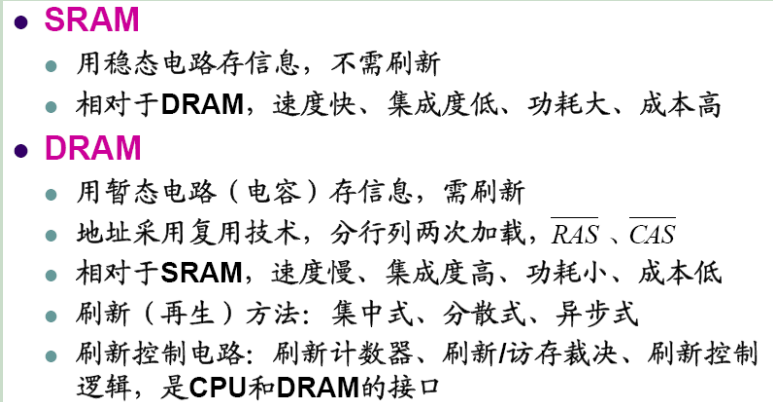 SRAM
用稳态电路存信息，不需刷新
相对于DRAM，速度快、集成度低、功耗大、成本高
DRAM
用暂态电路（电容）存信息，需刷新
地址采用复用技术，分行列两次加载，R̅A̅S̅ 、C̅A̅S̅
相对于SRAM，速度慢、集成度高、功耗小、成本低
刷新（再生）方法：集中式、分散式、异步式
刷新控制电路：刷新计数器、刷新/访存裁决、刷新控制
逻辑，是CPU和DRAM的接口